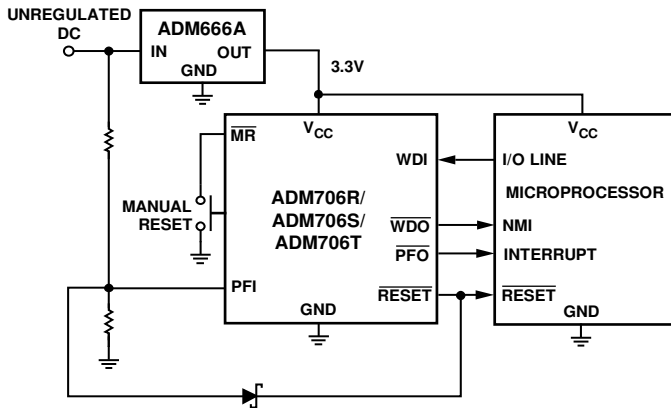 UNREGULATED
DC
ADM666A
IN
OUT
GND
3.3V
VCC
MR
WDI
ADM706R/
ADM706S/
ADM706T
MANUAL
RESET
WDO
PFO
PFI
RESET
GND
VCC
I/O LINE
MICROPROCESSOR
NMI
INTERRUPT
RESET
GND